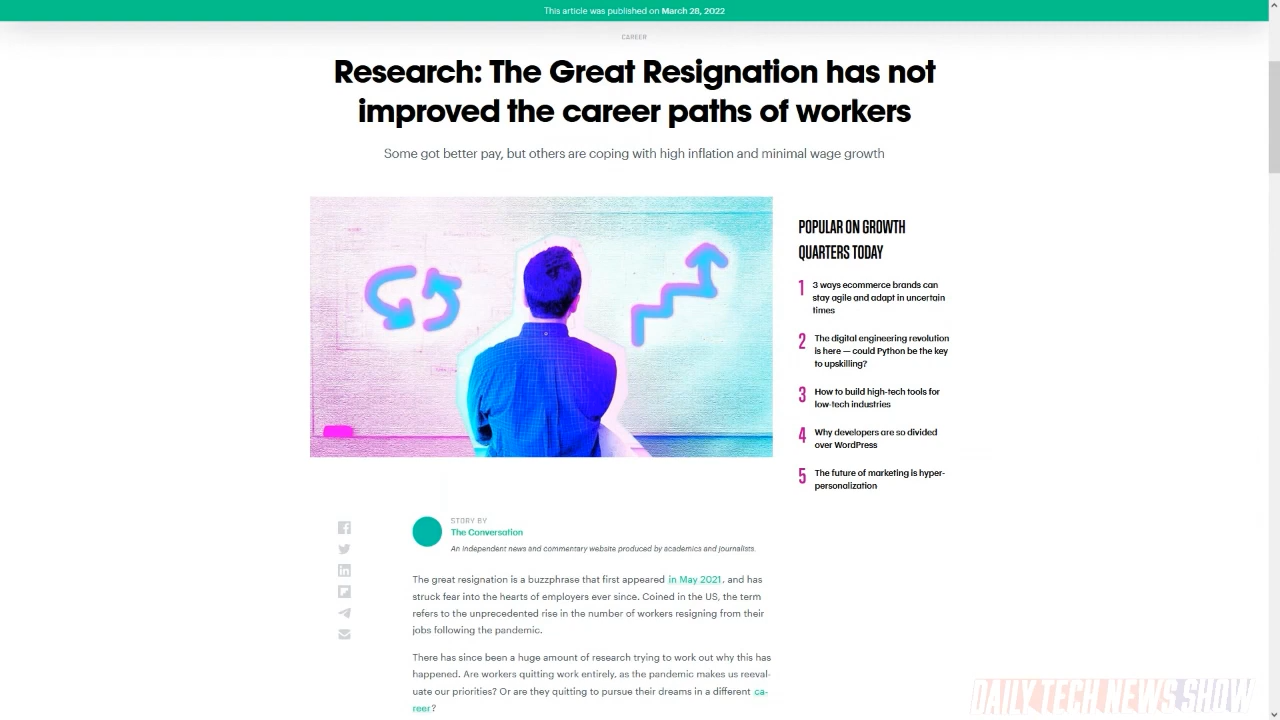 This article was published on March 28, 2022
CAREER
Research: The Great Resignation has not
improved the career paths of workers
Some got better pay, but others are coping with high inflation and minimal wage growth
POPULAR ON GROWTH
QUARTERS TODAY
1 3 ways ecommerce brands can
stay agile and adapt in uncertain
times
2 The digital engineering revolution
is here — could Python be the key
to upskilling?
3 How to build high-tech tools for
low-tech industries
4 Why developers are so divided
over WordPress
5 The future of marketing is hyper-
personalization
STORY BY
The Conversation
An independent news and commentary website produced by academics and journalists.
The great resignation is a buzzphrase that first appeared in May 2021, and has
struck fear into the hearts of employers ever since. Coined in the US, the term
refers to the unprecedented rise in the number of workers resigning from their
jobs following the pandemic.
There has since been a huge amount of research trying to work out why this has
happened. Are workers quitting work entirely, as the pandemic makes us reeval-
uate our priorities? Or are they quitting to pursue their dreams in a different ca-
reer?
DAILY TECH NEWS SHOW